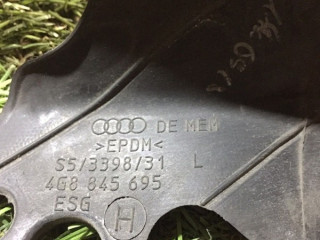 DE MEM
>EPDM<
S5/3398/31 L
4G8 845 695
ESG H